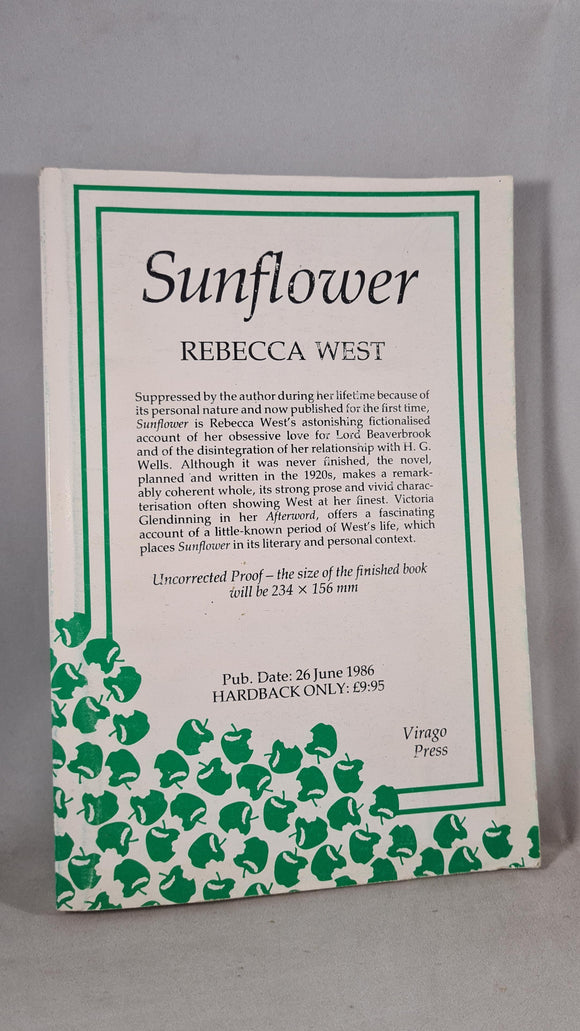 Sunflower
REBECCA WEST
Suppressed by the author during her lifetime because of
its personal nature and now published for the first time,
Sunflower is Rebecca West's astonishing fictionalised
account of her obsessive love for Lord Beaverbrook
and of the disintegration of her relationship with H. G.
Wells. Although it was never finished, the novel,
planned and written in the 1920s, makes a remark-
ably coherent whole, its strong prose and vivid charac-
terisation often showing West at her finest. Victoria
Glendinning in her Afterword, offers a fascinating
account of a little-known period of West's life, which
places Sunflower in its literary and personal context.
Uncorrected Proof – the size of the finished book
will be 234 × 156 mm
Pub. Date: 26 June 1986
HARDBACK ONLY: £9:95
Virago
Press